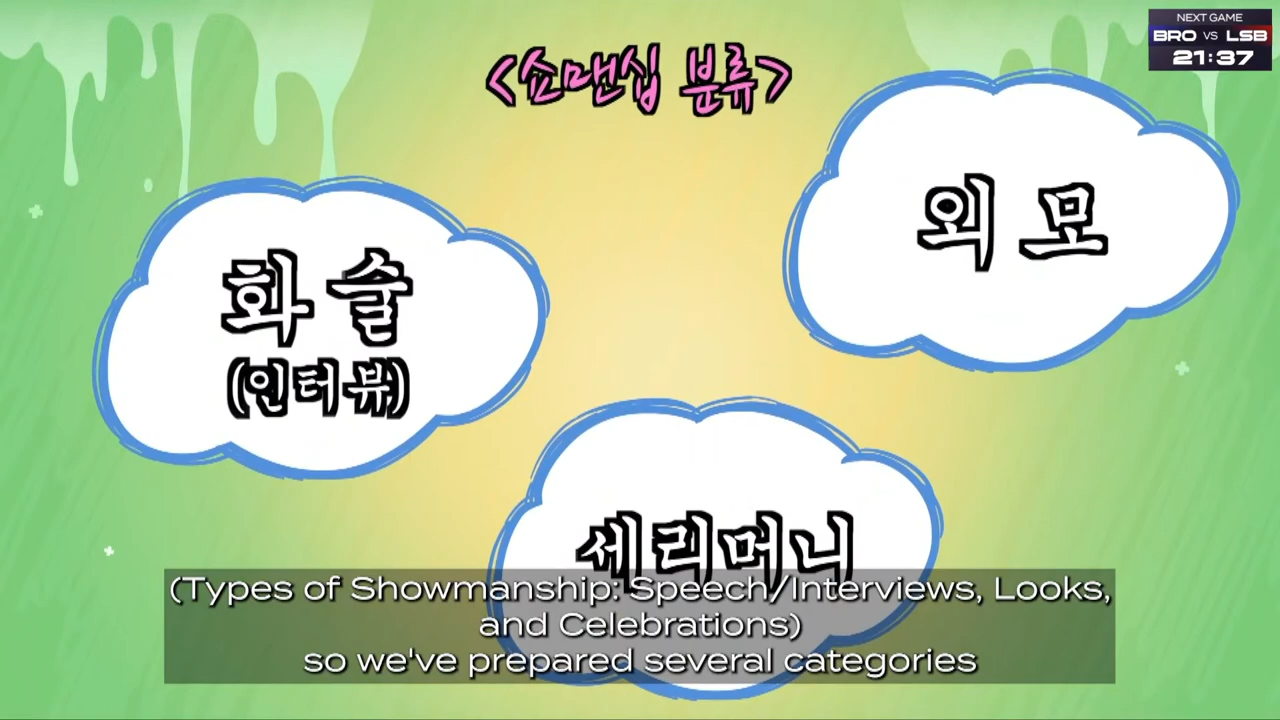 NEXT GAME
BRO VS LSB
21:37
<쇼맨십 분류>
외모
화술
(인터뷰)
세리머니
(Types of Showmanship: Speech/Interviews, Looks,
and Celebrations)
so we've prepared several categories